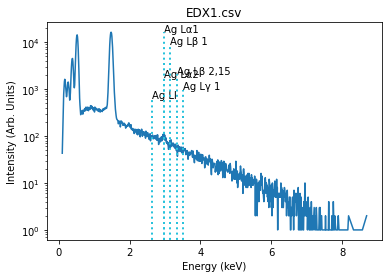 EDX1.csv
Ag Lα1
Ag Lβ 1
Ag Lβ 2,15
Ag Lα2
Ag Lγ 1
Ag Ll
Intensity (Arb. Units)
10⁴
10³
10²
10¹
10⁰
0 2 4 6 8
Energy (keV)